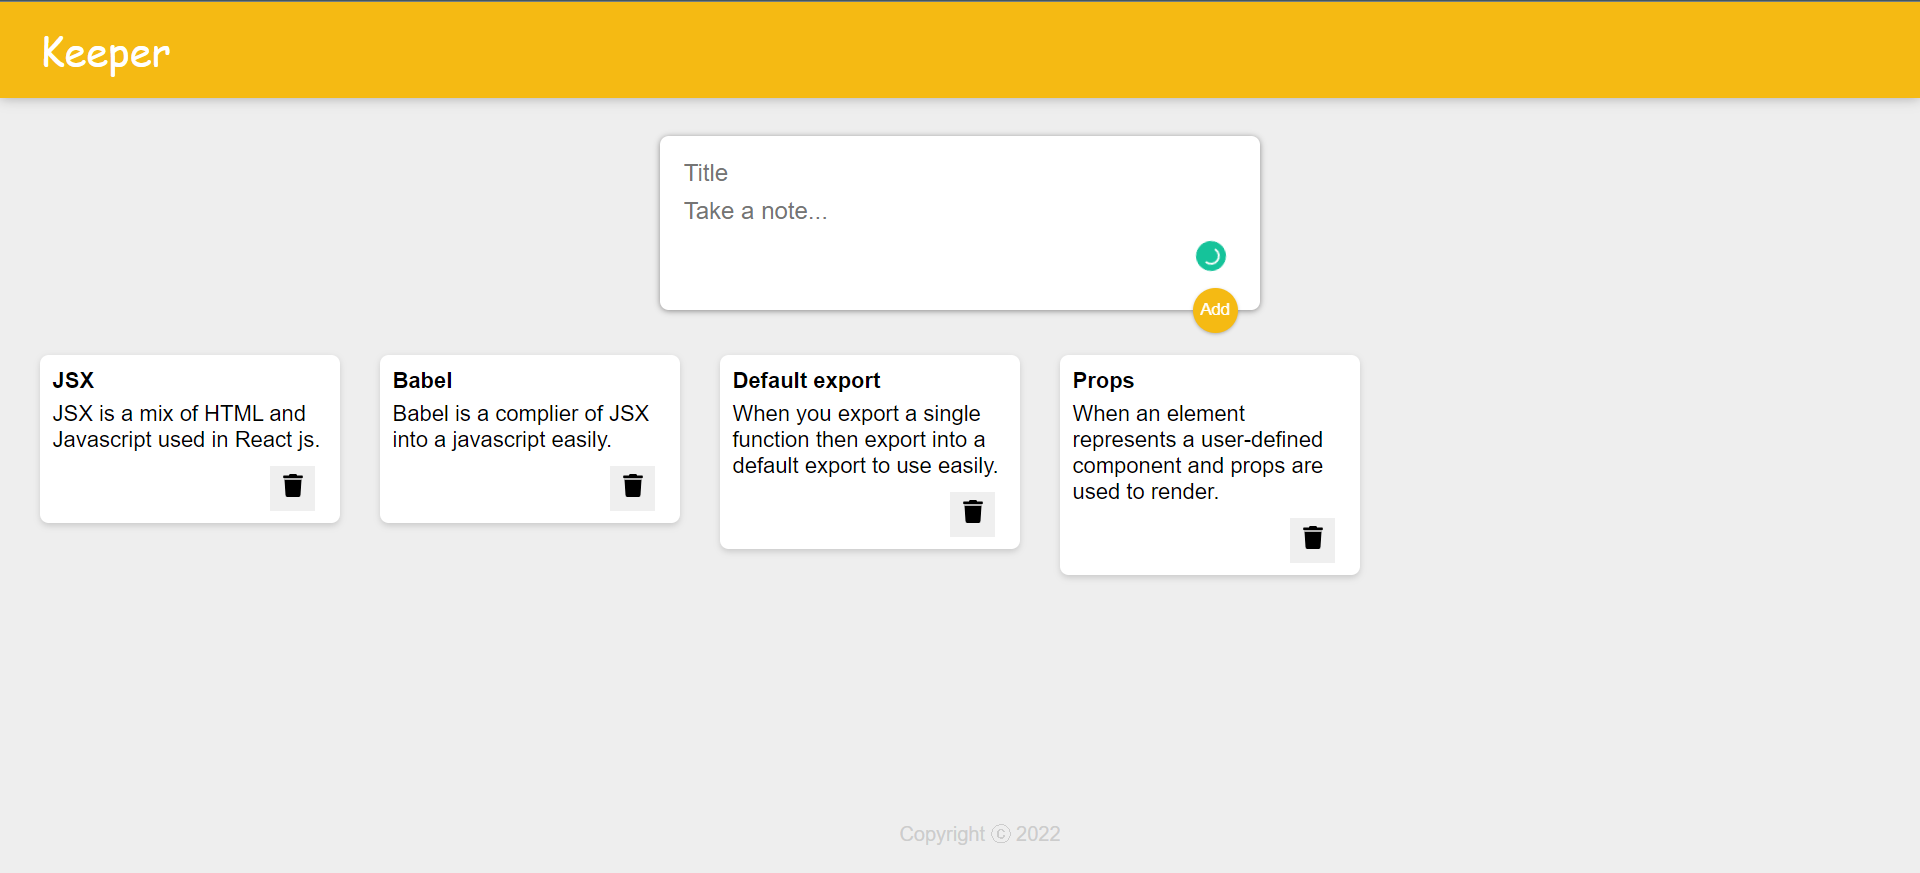 Keeper
Title
Take a note...
Add
JSX
JSX is a mix of HTML and
Javascript used in React js.
Babel
Babel is a complier of JSX
into a javascript easily.
Default export
When you export a single
function then export into a
default export to use easily.
Props
When an element
represents a user-defined
component and props are
used to render.
Copyright ⓒ 2022